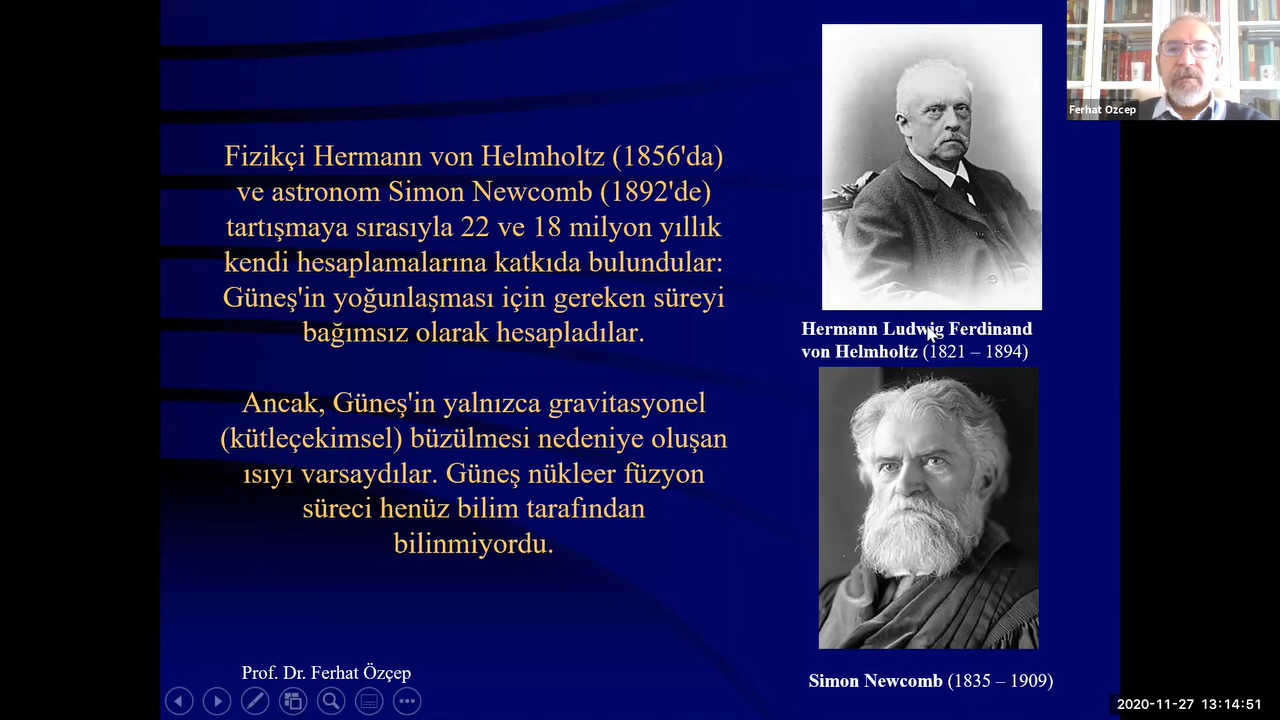 Fizikçi Hermann von Helmholtz (1856'da)
ve astronom Simon Newcomb (1892'de)
tartışmaya sırasıyla 22 ve 18 milyon yıllık
kendi hesaplamalarına katkıda bulundular:
Güneş'in yoğunlaşması için gereken süreyi
bağımsız olarak hesapladılar.
Ancak, Güneş'in yalnızca gravitasyonel
(kütleçekimsel) büzülmesi nedeniye oluşan
ısıyı varsaydılar. Güneş nükleer füzyon
süreci henüz bilim tarafından
bilinmiyordu.
Hermann Ludwig Ferdinand
von Helmholtz (1821 – 1894)
Simon Newcomb (1835 – 1909)
Prof. Dr. Ferhat Özçep
Ferhat Ozcep
2020-11-27 13:14:51